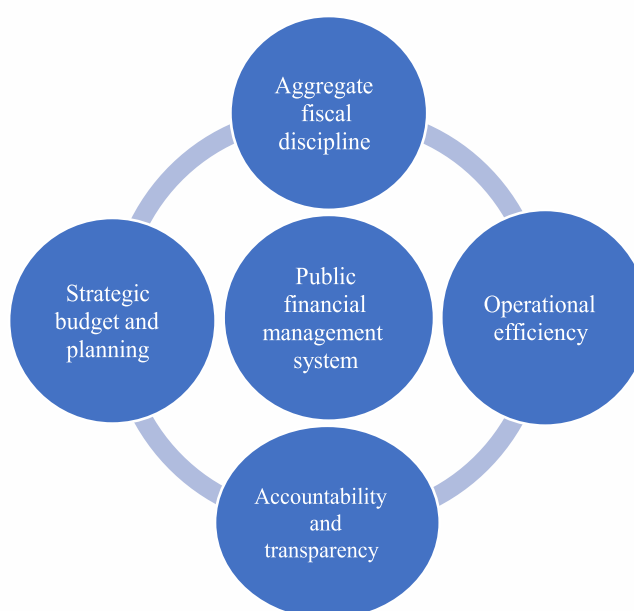 Aggregate
fiscal
discipline
Strategic
budget and
planning
Public
financial
management
system
Operational
efficiency
Accountability
and
transparency